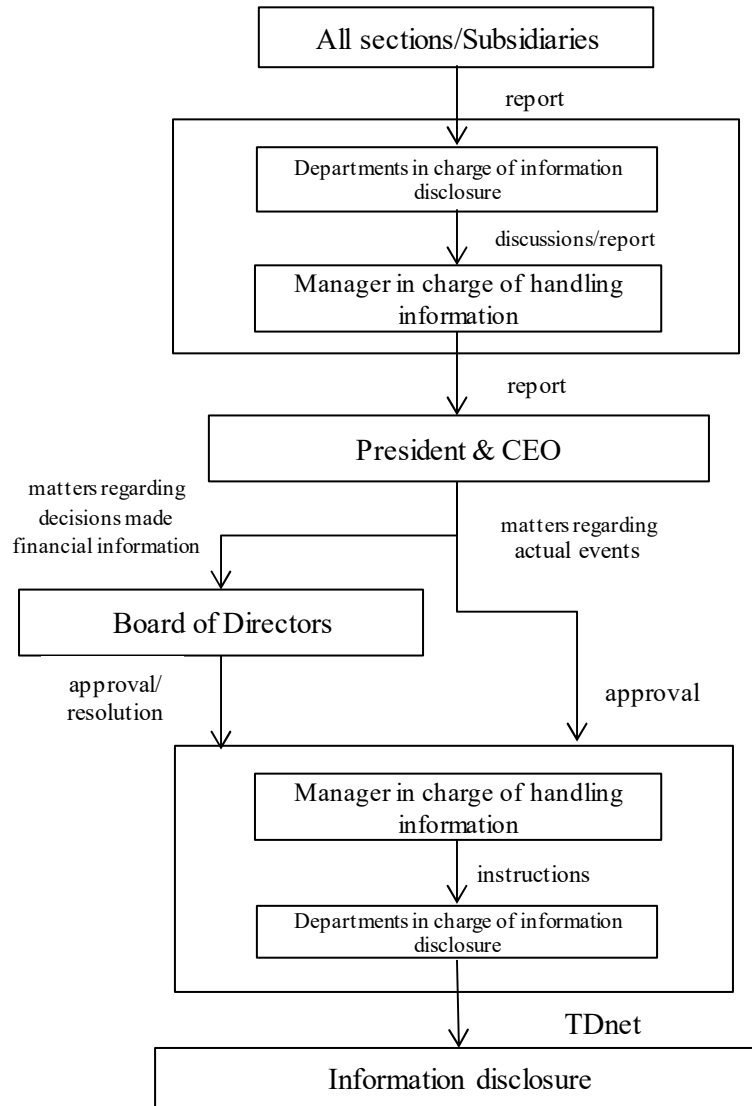 All sections/Subsidiaries
report
Departments in charge of information
disclosure
discussions/report
Manager in charge of handling
information
report
President & CEO
matters regarding
decisions made
financial information
matters regarding
actual events
Board of Directors
approval/
resolution
approval
Manager in charge of handling
information
instructions
Departments in charge of information
disclosure
TDnet
Information disclosure